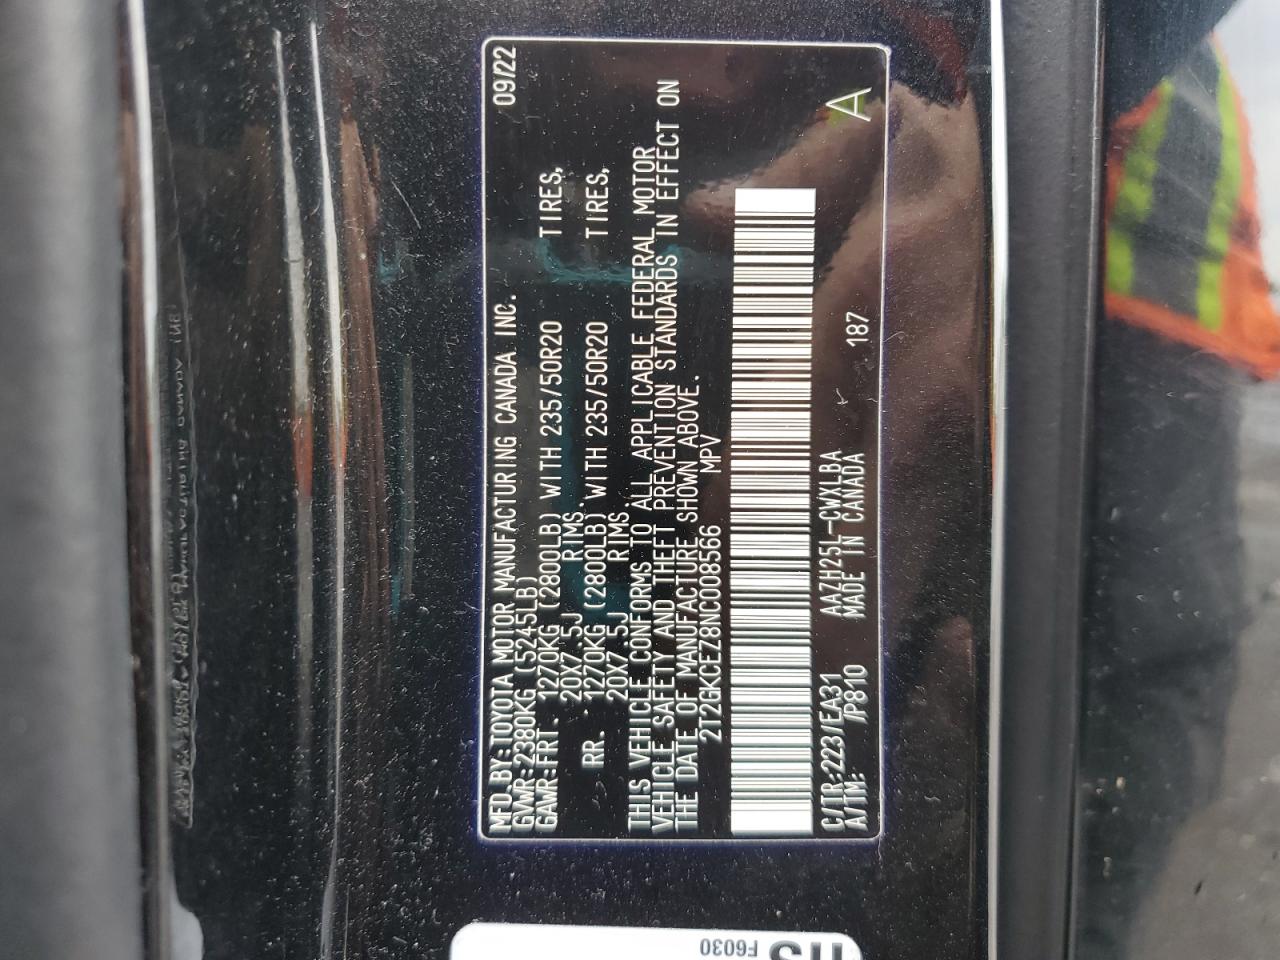 MFD.BY:TOYOTA MOTOR MANUFACTURING CANADA INC. 09/22
GVWR:2380KG (5245LB)
GAWR:FRT. 1270KG (2800LB) WITH 235/50R20 TIRES,
20X7.5J RIMS.
RR. 1270KG (2800LB) WITH 235/50R20 TIRES,
20X7.5J RIMS.
THIS VEHICLE CONFORMS TO ALL APPLICABLE FEDERAL MOTOR
VEHICLE SAFETY AND THEFT PREVENTION STANDARDS IN EFFECT ON
THE DATE OF MANUFACTURE SHOWN ABOVE.
2T2GKCEZ8NC008566 MPV
C/TR:223/EA31 AAZH25L-CWXLBA A
A/TM: /P810 MADE IN CANADA 187
F6030